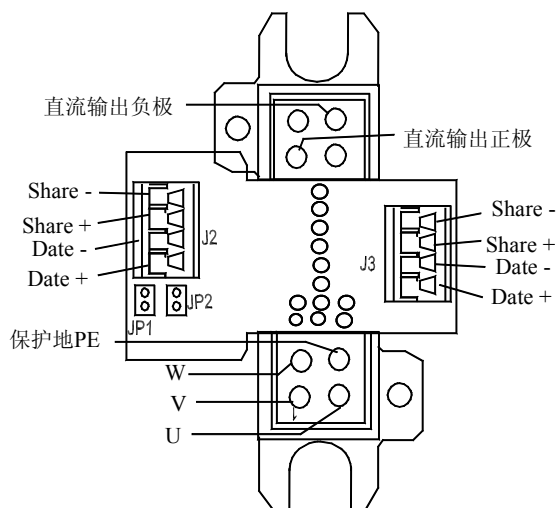 直流输出负极
直流输出正极
Share -
Share +
Date -
Date +
J2
JP1
JP2
J3
Share -
Share +
Date -
Date +
保护地PE
W
V
U